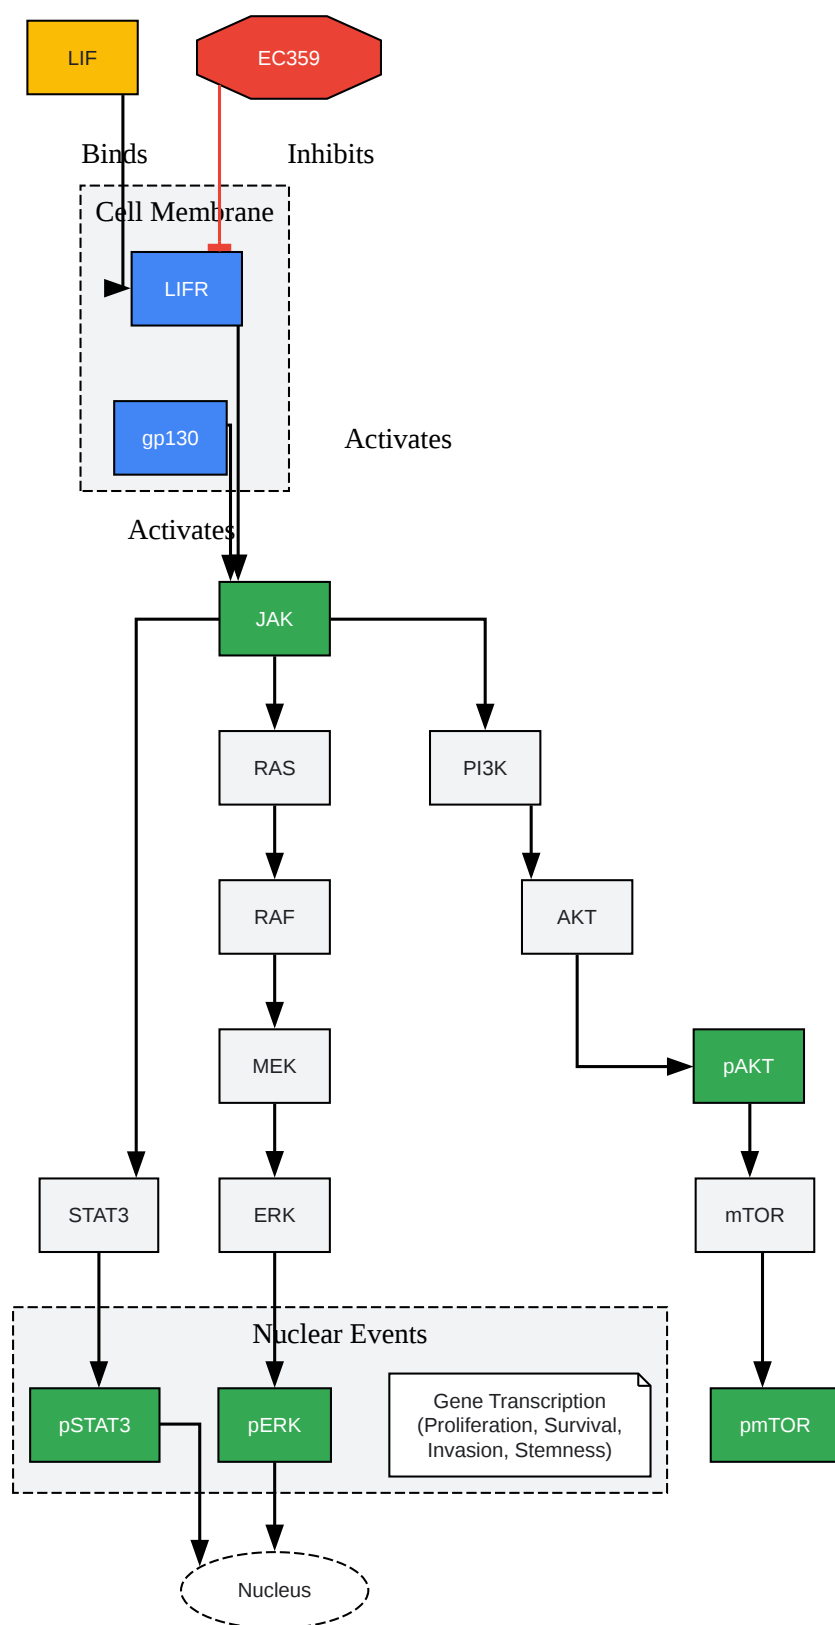 LIF
EC359
Binds
Inhibits
Cell Membrane
LIFR
gp130
Activates
Activates
JAK
RAS
PI3K
RAF
AKT
MEK
pAKT
STAT3
ERK
mTOR
Nuclear Events
pSTAT3
pERK
Gene Transcription
(Proliferation, Survival,
Invasion, Stemness)
pmTOR
Nucleus